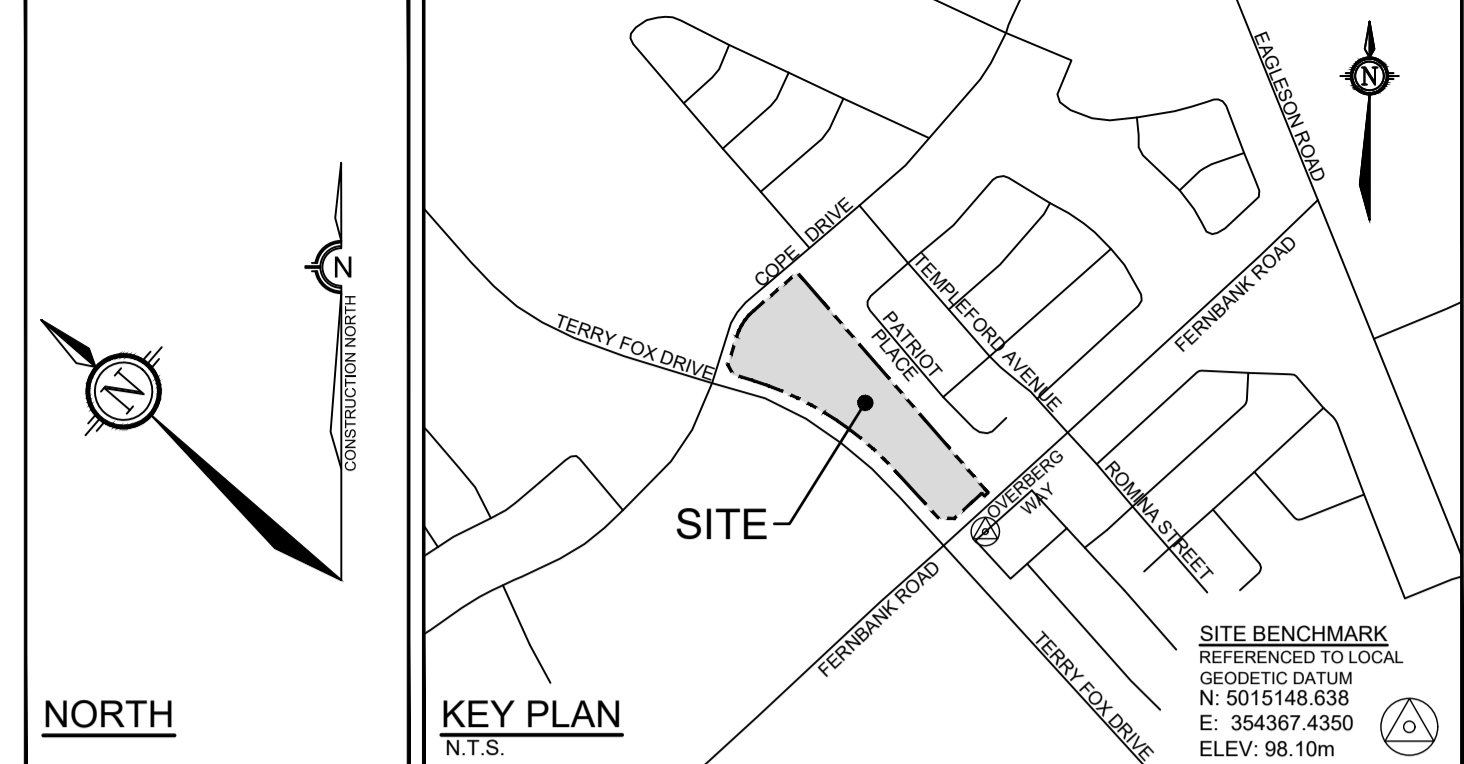 N
CONSTRUCTION NORTH
N
NORTH
EAGLESON ROAD
N
COPE DRIVE
TEMPLEFORD AVENUE
FERNBANK ROAD
TERRY FOX DRIVE
PATRIOT
PLACE
SITE
OVERBERG
WAY
ROMINA STREET
FERNBANK ROAD
TERRY FOX DRIVE
SITE BENCHMARK
REFERENCED TO LOCAL
GEODETIC DATUM
N: 5015148.638
E: 354367.4350
ELEV: 98.10m
KEY PLAN
N.T.S.